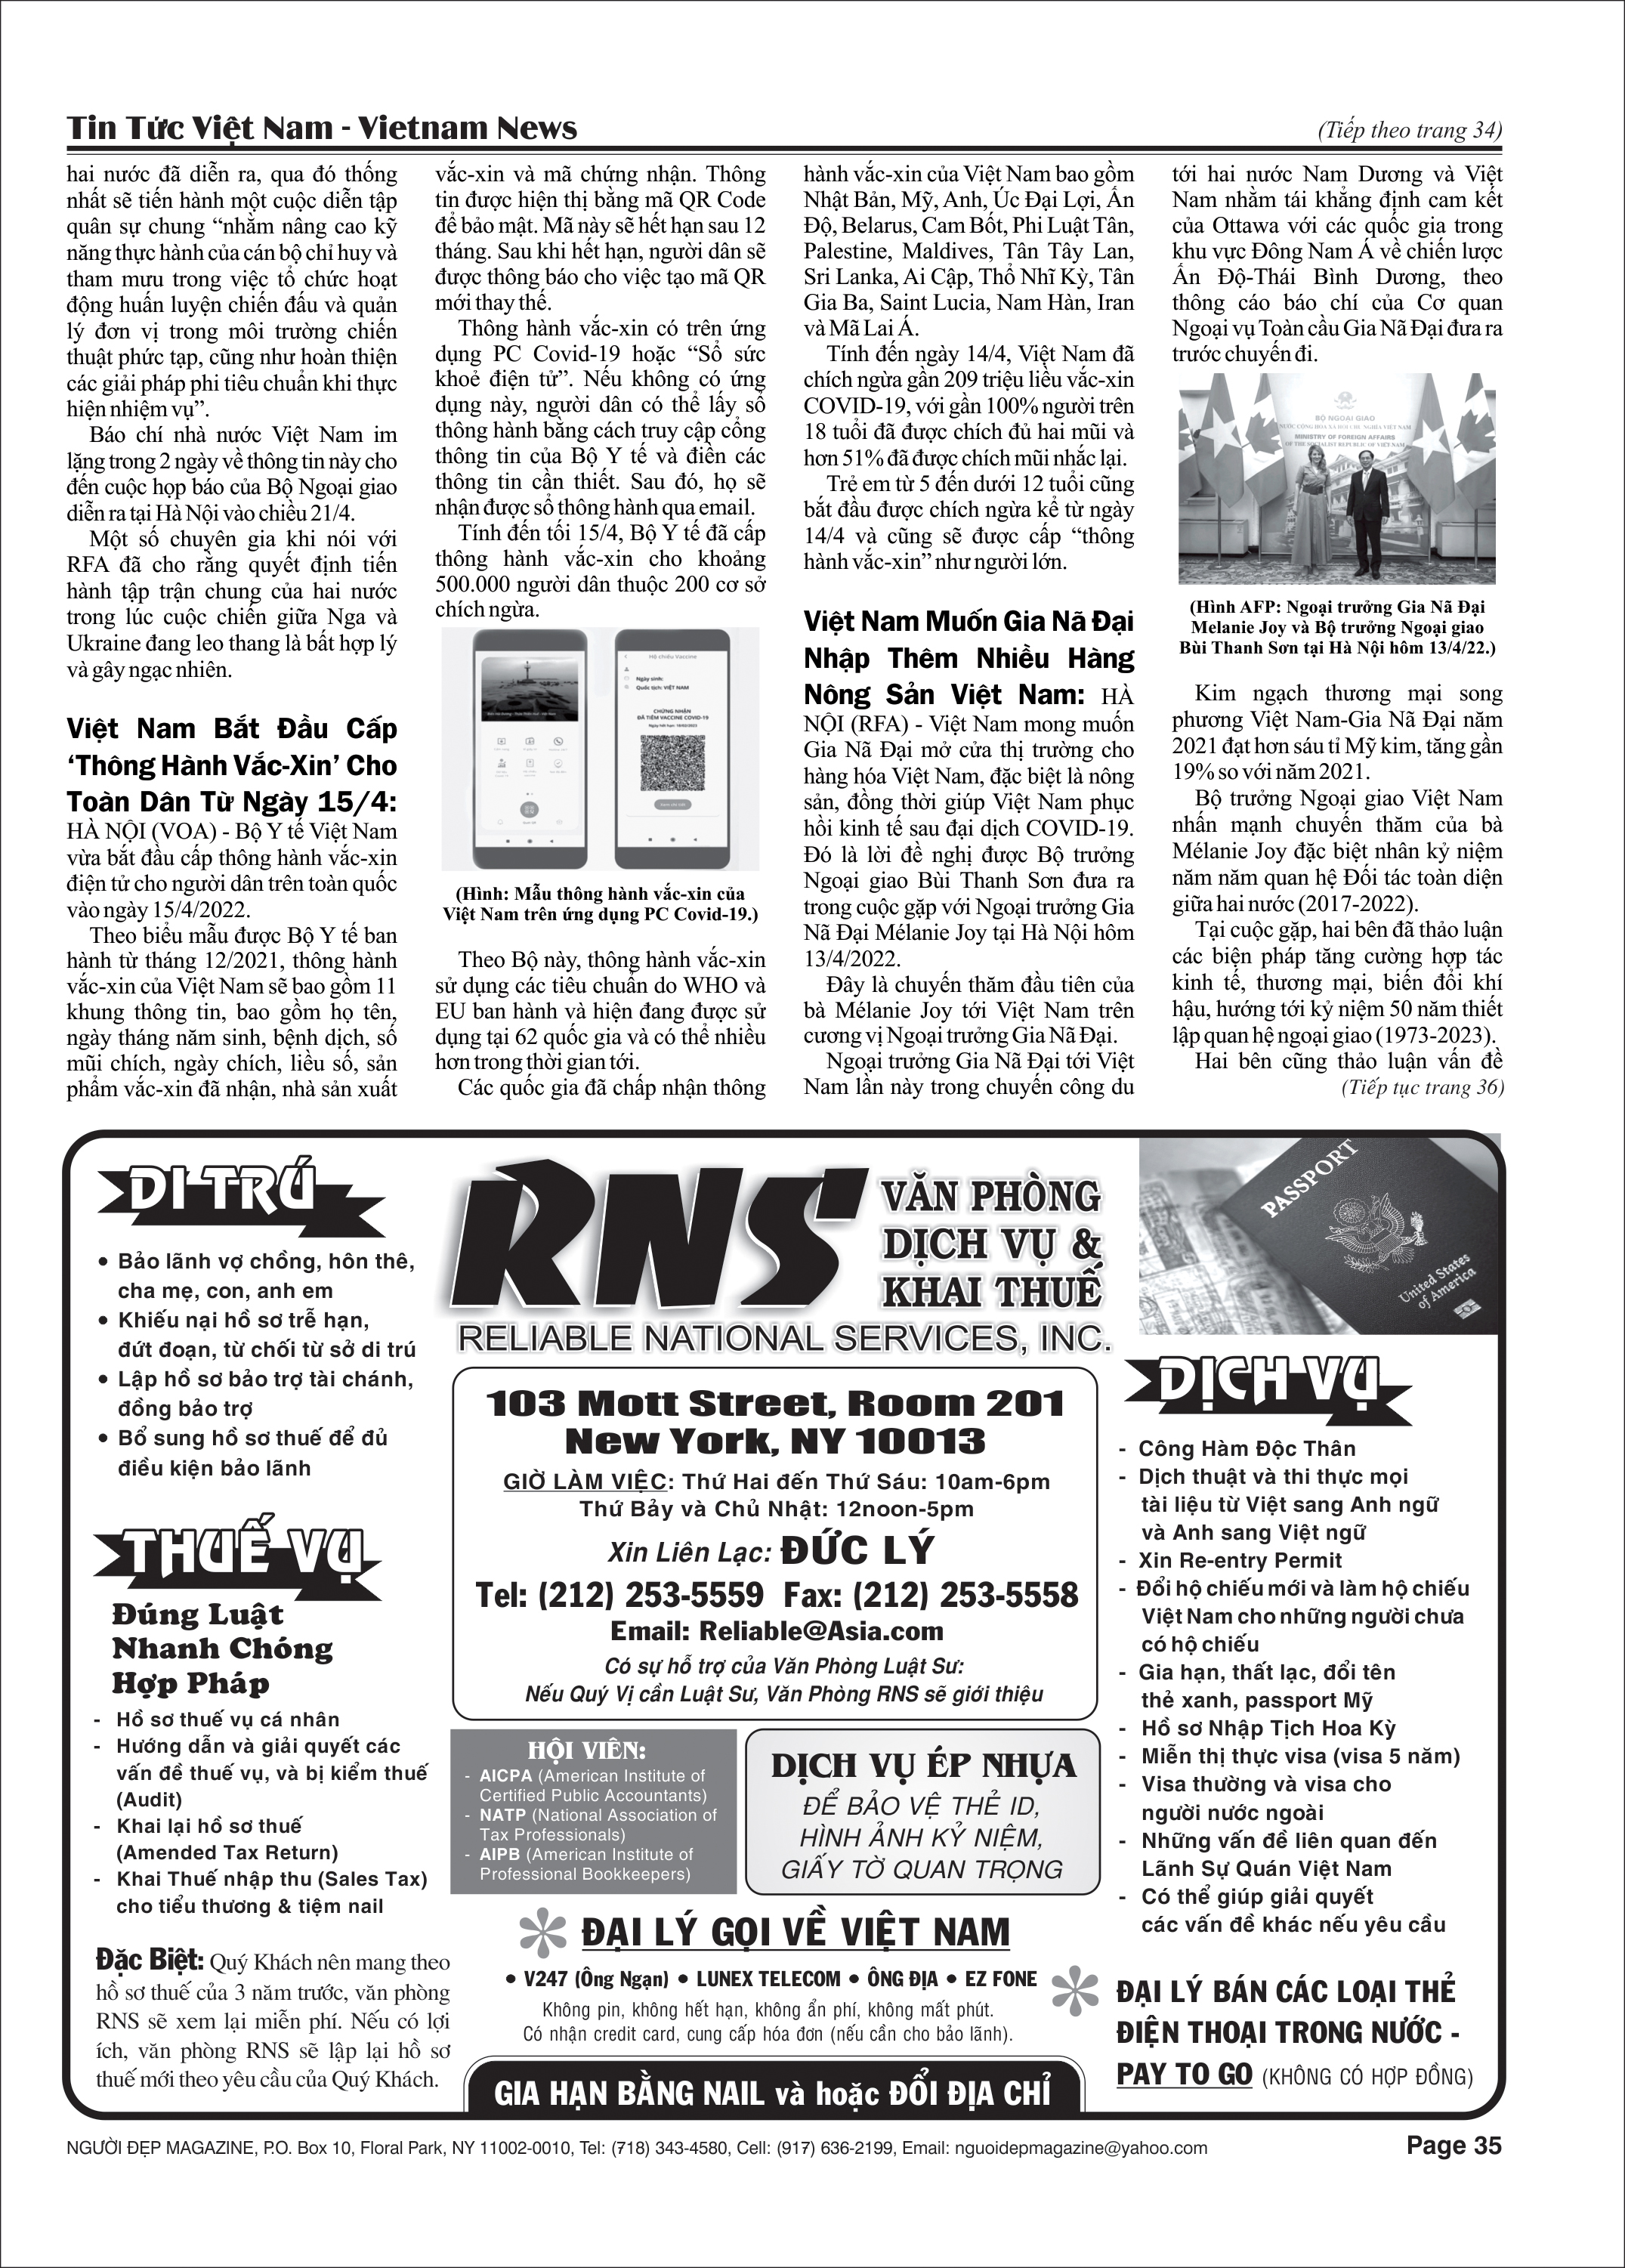 Tin Tức Việt Nam - Vietnam News
(Tiếp theo trang 34)
hai nước đã diễn ra, qua đó thống
nhất sẽ tiến hành một cuộc diễn tập
quân sự chung “nhằm nâng cao kỹ
năng thực hành của cán bộ chỉ huy và
tham mưu trong việc tổ chức hoạt
động huấn luyện chiến đấu và quản
lý đơn vị trong môi trường chiến
thuật phức tạp, cũng như hoàn thiện
các giải pháp phi tiêu chuẩn khi thực
hiện nhiệm vụ”.
Báo chí nhà nước Việt Nam im
lặng trong 2 ngày về thông tin này cho
đến cuộc họp báo của Bộ Ngoại giao
diễn ra tại Hà Nội vào chiều 21/4.
Một số chuyên gia khi nói với
RFA đã cho rằng quyết định tiến
hành tập trận chung của hai nước
trong lúc cuộc chiến giữa Nga và
Ukraine đang leo thang là bất hợp lý
và gây ngạc nhiên.
Việt Nam Bắt Đầu Cấp
‘Thông Hành Vắc-Xin’ Cho
Toàn Dân Từ Ngày 15/4:
HÀ NỘI (VOA) - Bộ Y tế Việt Nam
vừa bắt đầu cấp thông hành vắc-xin
điện tử cho người dân trên toàn quốc
vào ngày 15/4/2022.
Theo biểu mẫu được Bộ Y tế ban
hành từ tháng 12/2021, thông hành
vắc-xin của Việt Nam sẽ bao gồm 11
khung thông tin, bao gồm họ tên,
ngày tháng năm sinh, bệnh dịch, số
mũi chích, ngày chích, liều số, sản
phẩm vắc-xin đã nhận, nhà sản xuất
vắc-xin và mã chứng nhận. Thông
tin được hiện thị bằng mã QR Code
để bảo mật. Mã này sẽ hết hạn sau 12
tháng. Sau khi hết hạn, người dân sẽ
được thông báo cho việc tạo mã QR
mới thay thế.
Thông hành vắc-xin có trên ứng
dụng PC Covid-19 hoặc “Sổ sức
khoẻ điện tử”. Nếu không có ứng
dụng này, người dân có thể lấy sổ
thông hành bằng cách truy cập cổng
thông tin của Bộ Y tế và điền các
thông tin cần thiết. Sau đó, họ sẽ
nhận được sổ thông hành qua email.
Tính đến tối 15/4, Bộ Y tế đã cấp
thông hành vắc-xin cho khoảng
500.000 người dân thuộc 200 cơ sở
chích ngừa.
Hộ chiếu Vaccine
Ngày sinh:
Quốc tịch: VIỆT NAM
CHỨNG NHẬN
ĐÃ TIÊM VACCINE COVID-19
(Hình: Mẫu thông hành vắc-xin của
Việt Nam trên ứng dụng PC Covid-19.)
Theo Bộ này, thông hành vắc-xin
sử dụng các tiêu chuẩn do WHO và
EU ban hành và hiện đang được sử
dụng tại 62 quốc gia và có thể nhiều
hơn trong thời gian tới.
Các quốc gia đã chấp nhận thông
hành vắc-xin của Việt Nam bao gồm
Nhật Bản, Mỹ, Anh, Úc Đại Lợi, Ấn
Độ, Belarus, Cam Bốt, Phi Luật Tân,
Palestine, Maldives, Tân Tây Lan,
Sri Lanka, Ai Cập, Thổ Nhĩ Kỳ, Tân
Gia Ba, Saint Lucia, Nam Hàn, Iran
và Mã Lai Á.
Tính đến ngày 14/4, Việt Nam đã
chích ngừa gần 209 triệu liều vắc-xin
COVID-19, với gần 100% người trên
18 tuổi đã được chích đủ hai mũi và
hơn 51% đã được chích mũi nhắc lại.
Trẻ em từ 5 đến dưới 12 tuổi cũng
bắt đầu được chích ngừa kể từ ngày
14/4 và cũng sẽ được cấp “thông
hành vắc-xin” như người lớn.
Việt Nam Muốn Gia Nã Đại
Nhập Thêm Nhiều Hàng
Nông Sản Việt Nam: HÀ
NỘI (RFA) - Việt Nam mong muốn
Gia Nã Đại mở cửa thị trường cho
hàng hóa Việt Nam, đặc biệt là nông
sản, đồng thời giúp Việt Nam phục
hồi kinh tế sau đại dịch COVID-19.
Đó là lời đề nghị được Bộ trưởng
Ngoại giao Bùi Thanh Sơn đưa ra
trong cuộc gặp với Ngoại trưởng Gia
Nã Đại Mélanie Joy tại Hà Nội hôm
13/4/2022.
Đây là chuyến thăm đầu tiên của
bà Mélanie Joy tới Việt Nam trên
cương vị Ngoại trưởng Gia Nã Đại.
Ngoại trưởng Gia Nã Đại tới Việt
Nam lần này trong chuyến công du
tới hai nước Nam Dương và Việt
Nam nhằm tái khẳng định cam kết
của Ottawa với các quốc gia trong
khu vực Đông Nam Á về chiến lược
Ấn Độ-Thái Bình Dương, theo
thông cáo báo chí của Cơ quan
Ngoại vụ Toàn cầu Gia Nã Đại đưa ra
trước chuyến đi.
BỘ NGOẠI GIAO
NƯỚC CỘNG HÒA XÃ HỘI CHỦ NGHĨA VIỆT NAM
MINISTRY OF FOREIGN AFFAIRS
OF THE SOCIALIST REPUBLIC OF VIET NAM
(Hình AFP: Ngoại trưởng Gia Nã Đại
Melanie Joy và Bộ trưởng Ngoại giao
Bùi Thanh Sơn tại Hà Nội hôm 13/4/22.)
Kim ngạch thương mại song
phương Việt Nam-Gia Nã Đại năm
2021 đạt hơn sáu tỉ Mỹ kim, tăng gần
19% so với năm 2021.
Bộ trưởng Ngoại giao Việt Nam
nhấn mạnh chuyến thăm của bà
Mélanie Joy đặc biệt nhân kỷ niệm
năm năm quan hệ Đối tác toàn diện
giữa hai nước (2017-2022).
Tại cuộc gặp, hai bên đã thảo luận
các biện pháp tăng cường hợp tác
kinh tế, thương mại, biến đổi khí
hậu, hướng tới kỷ niệm 50 năm thiết
lập quan hệ ngoại giao (1973-2023).
Hai bên cũng thảo luận vấn đề
(Tiếp tục trang 36)
DI TRÚ
• Bảo lãnh vợ chồng, hôn thê,
cha mẹ, con, anh em
• Khiếu nại hồ sơ trễ hạn,
đứt đoạn, từ chối từ sở di trú
• Lập hồ sơ bảo trợ tài chánh,
đồng bảo trợ
• Bổ sung hồ sơ thuế để đủ
điều kiện bảo lãnh
THUẾ VỤ
Đúng Luật
Nhanh Chóng
Hợp Pháp
- Hồ sơ thuế vụ cá nhân
- Hướng dẫn và giải quyết các
vấn đề thuế vụ, và bị kiểm thuế
(Audit)
- Khai lại hồ sơ thuế
(Amended Tax Return)
- Khai Thuế nhập thu (Sales Tax)
cho tiểu thương & tiệm nail
Đặc Biệt: Quý Khách nên mang theo
hồ sơ thuế của 3 năm trước, văn phòng
RNS sẽ xem lại miễn phí. Nếu có lợi
ích, văn phòng RNS sẽ lập lại hồ sơ
thuế mới theo yêu cầu của Quý Khách.
RNS
VĂN PHÒNG
DỊCH VỤ &
KHAI THUẾ
RELIABLE NATIONAL SERVICES, INC.
103 Mott Street, Room 201
New York, NY 10013
GIỜ LÀM VIỆC: Thứ Hai đến Thứ Sáu: 10am-6pm
Thứ Bảy và Chủ Nhật: 12noon-5pm
Xin Liên Lạc: ĐỨC LÝ
Tel: (212) 253-5559 Fax: (212) 253-5558
Email: Reliable@Asia.com
Có sự hỗ trợ của Văn Phòng Luật Sư:
Nếu Quý Vị cần Luật Sư, Văn Phòng RNS sẽ giới thiệu
HỘI VIÊN:
- AICPA (American Institute of
Certified Public Accountants)
- NATP (National Association of
Tax Professionals)
- AIPB (American Institute of
Professional Bookkeepers)
DỊCH VỤ ÉP NHỰA
ĐỂ BẢO VỆ THẺ ID,
HÌNH ẢNH KỶ NIỆM,
GIẤY TỜ QUAN TRỌNG
ĐẠI LÝ GỌI VỀ VIỆT NAM
• V247 (Ông Ngạn) • LUNEX TELECOM • ÔNG ĐỊA • EZ FONE
Không pin, không hết hạn, không ẩn phí, không mất phút.
Có nhận credit card, cung cấp hóa đơn (nếu cần cho bảo lãnh).
GIA HẠN BẰNG NAIL và hoặc ĐỔI ĐỊA CHỈ
PASSPORT
United States
of America
DỊCH VỤ
- Công Hàm Độc Thân
- Dịch thuật và thi thực mọi
tài liệu từ Việt sang Anh ngữ
và Anh sang Việt ngữ
- Xin Re-entry Permit
- Đổi hộ chiếu mới và làm hộ chiếu
Việt Nam cho những người chưa
có hộ chiếu
- Gia hạn, thất lạc, đổi tên
thẻ xanh, passport Mỹ
- Hồ sơ Nhập Tịch Hoa Kỳ
- Miễn thị thực visa (visa 5 năm)
- Visa thường và visa cho
người nước ngoài
- Những vấn đề liên quan đến
Lãnh Sự Quán Việt Nam
- Có thể giúp giải quyết
các vấn đề khác nếu yêu cầu
ĐẠI LÝ BÁN CÁC LOẠI THẺ
ĐIỆN THOẠI TRONG NƯỚC -
PAY TO GO (KHÔNG CÓ HỢP ĐỒNG)
NGƯỜI ĐẸP MAGAZINE, P.O. Box 10, Floral Park, NY 11002-0010, Tel: (718) 343-4580, Cell: (917) 636-2199, Email: nguoidepmagazine@yahoo.com
Page 35